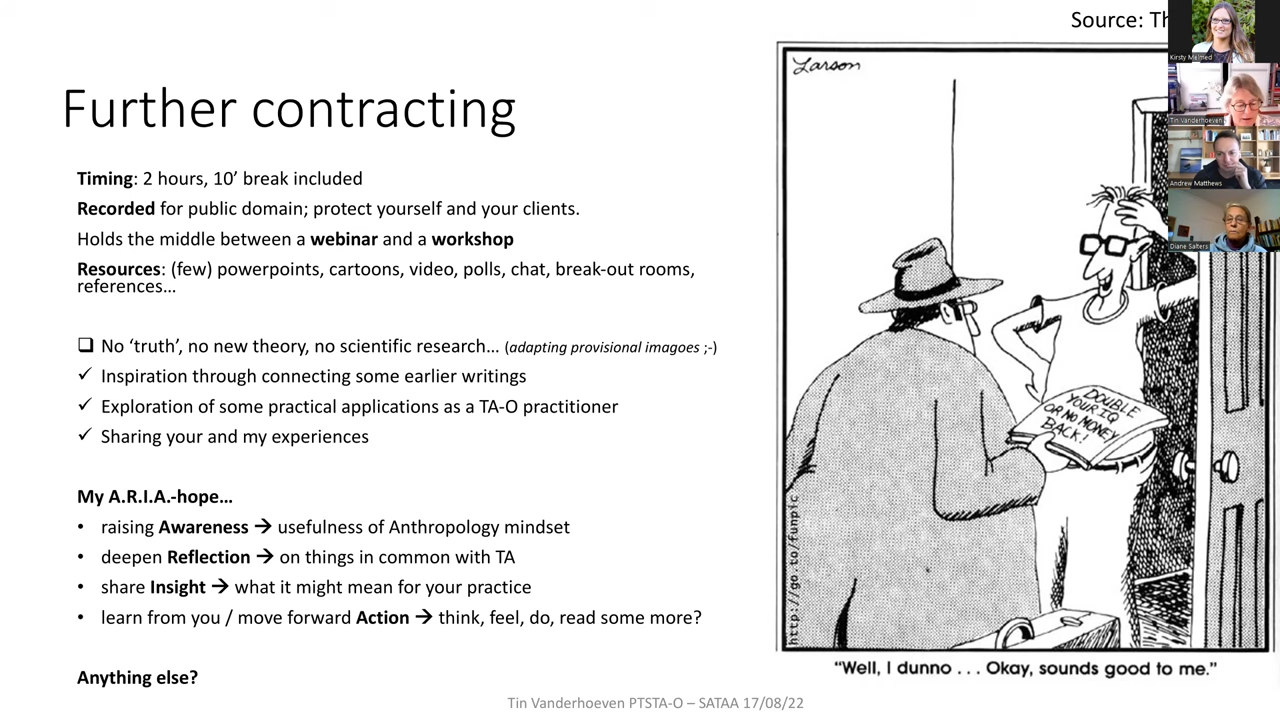 Source: Th
Larson
Further contracting
Timing: 2 hours, 10’ break included
Recorded for public domain; protect yourself and your clients.
Holds the middle between a webinar and a workshop
Resources: (few) powerpoints, cartoons, video, polls, chat, break-out rooms,
references…
No ‘truth’, no new theory, no scientific research… (adapting provisional imagoes ;-)
✓ Inspiration through connecting some earlier writings
✓ Exploration of some practical applications as a TA-O practitioner
✓ Sharing your and my experiences
My A.R.I.A.-hope…
• raising Awareness → usefulness of Anthropology mindset
• deepen Reflection → on things in common with TA
• share Insight → what it might mean for your practice
• learn from you / move forward Action → think, feel, do, read some more?
Anything else?
DOUBLE
YOUR IQ
OR NO MONEY
BACK!
http://go.to/funpic
“Well, I dunno . . . Okay, sounds good to me.”
Tin Vanderhoeven PTSTA-O – SATAA 17/08/22
Kirsty Melmed
Tin Vanderhoeven
Andrew Matthews
Diane Salters